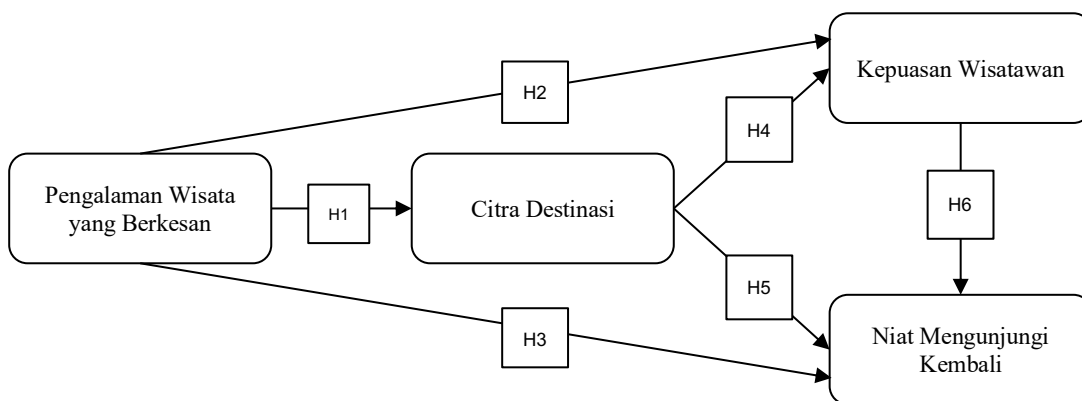 Kepuasan Wisatawan
H2
H4
Pengalaman Wisata
yang Berkesan
H1
Citra Destinasi
H6
H5
H3
Niat Mengunjungi
Kembali